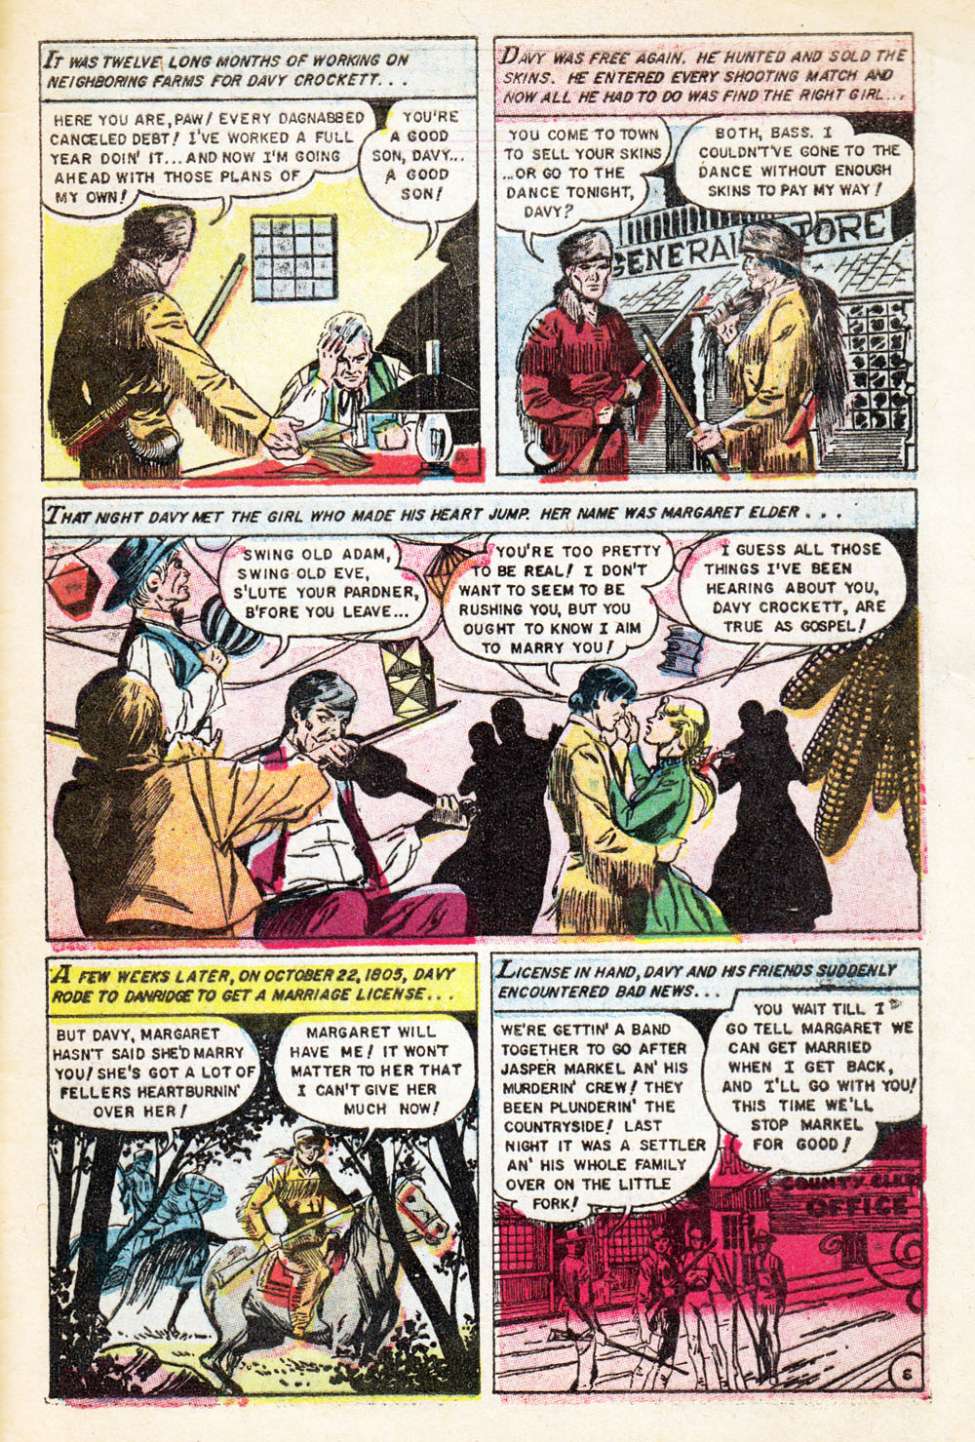 IT WAS TWELVE LONG MONTHS OF WORKING ON
NEIGHBORING FARMS FOR DAVY CROCKETT...
HERE YOU ARE, PAW! EVERY DAGNABBED
CANCELED DEBT! I'VE WORKED A FULL
YEAR DOIN' IT...AND NOW I'M GOING
AHEAD WITH THOSE PLANS OF
MY OWN!
YOU'RE
A GOOD
SON, DAVY...
A GOOD
SON!
DAVY WAS FREE AGAIN. HE HUNTED AND SOLD THE
SKINS. HE ENTERED EVERY SHOOTING MATCH AND
NOW ALL HE HAD TO DO WAS FIND THE RIGHT GIRL...
YOU COME TO TOWN
TO SELL YOUR SKINS
...OR GO TO THE
DANCE TONIGHT,
DAVY?
BOTH, BASS. I
COULDN'T'VE GONE TO THE
DANCE WITHOUT ENOUGH
SKINS TO PAY MY WAY!
GENERAL STORE
THAT NIGHT DAVY MET THE GIRL WHO MADE HIS HEART JUMP. HER NAME WAS MARGARET ELDER...
SWING OLD ADAM,
SWING OLD EVE,
S'LUTE YOUR PARDNER,
B'FORE YOU LEAVE...
YOU'RE TOO PRETTY
TO BE REAL! I DON'T
WANT TO SEEM TO BE
RUSHING YOU, BUT YOU
OUGHT TO KNOW I AIM
TO MARRY YOU!
I GUESS ALL THOSE
THINGS I'VE BEEN
HEARING ABOUT YOU,
DAVY CROCKETT, ARE
TRUE AS GOSPEL!
A FEW WEEKS LATER, ON OCTOBER 22, 1805, DAVY
RODE TO DANRIDGE TO GET A MARRIAGE LICENSE...
BUT DAVY, MARGARET
HASN'T SAID SHE'D MARRY
YOU! SHE'S GOT A LOT OF
FELLERS HEARTBURNIN'
OVER HER!
MARGARET WILL
HAVE ME! IT WON'T
MATTER TO HER THAT
I CAN'T GIVE HER
MUCH NOW!
LICENSE IN HAND, DAVY AND HIS FRIENDS SUDDENLY
ENCOUNTERED BAD NEWS...
WE'RE GETTIN' A BAND
TOGETHER TO GO AFTER
JASPER MARKEL AN' HIS
MURDERIN' CREW! THEY
BEEN PLUNDERIN' THE
COUNTRYSIDE! LAST
NIGHT IT WAS A SETTLER
AN' HIS WHOLE FAMILY
OVER ON THE LITTLE
FORK!
YOU WAIT TILL I
GO TELL MARGARET WE
CAN GET MARRIED
WHEN I GET BACK,
AND I'LL GO WITH YOU!
THIS TIME WE'LL
STOP MARKEL
FOR GOOD!
COUNTY CLERK
OFFICE